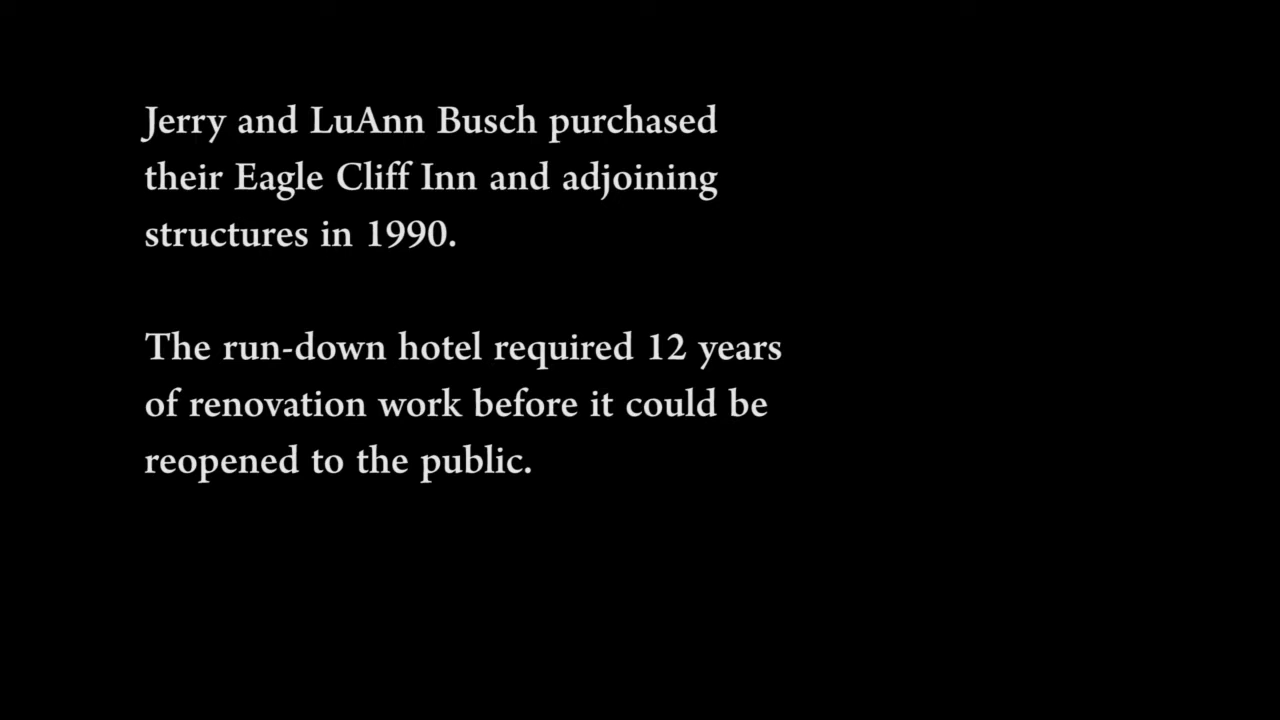 Jerry and LuAnn Busch purchased
their Eagle Cliff Inn and adjoining
structures in 1990.
The run-down hotel required 12 years
of renovation work before it could be
reopened to the public.